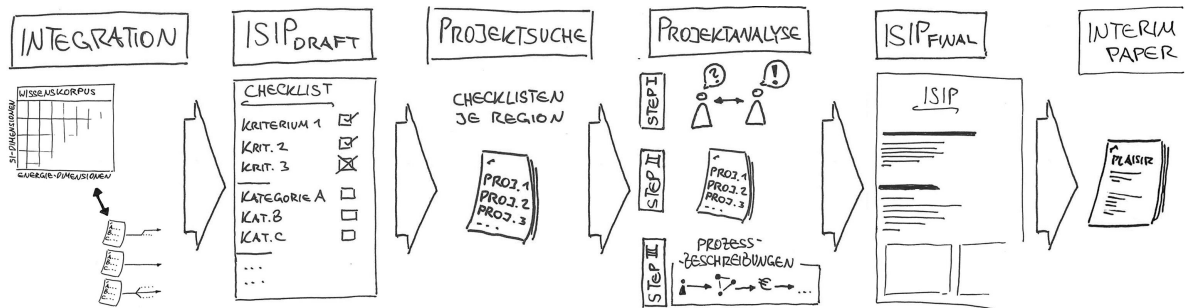 INTEGRATION
WISSENSKORPUS
SI-DIMENSIONEN
ENERGIE-DIMENSIONEN
A...
B...
C...
A...
B...
C...
A...
B...
C...
ISIP DRAFT
CHECKLIST
KRITERIUM 1
KRIT. 2
KRIT. 3
KATEGORIE A
KAT. B
KAT. C
...
...
PROJEKTSUCHE
CHECKLISTEN
JE REGION
PROJ. 1
PROJ. 2
PROJ. 3
...
PROJEKTANALYSE
STEP I
?
!
STEP II
PROJ. 1
PROJ. 2
PROJ. 3
...
STEP III
PROZESS-
BESCHREIBUNGEN
€
...
ISIP FINAL
ISIP
INTERIM
PAPER
PLAISIR